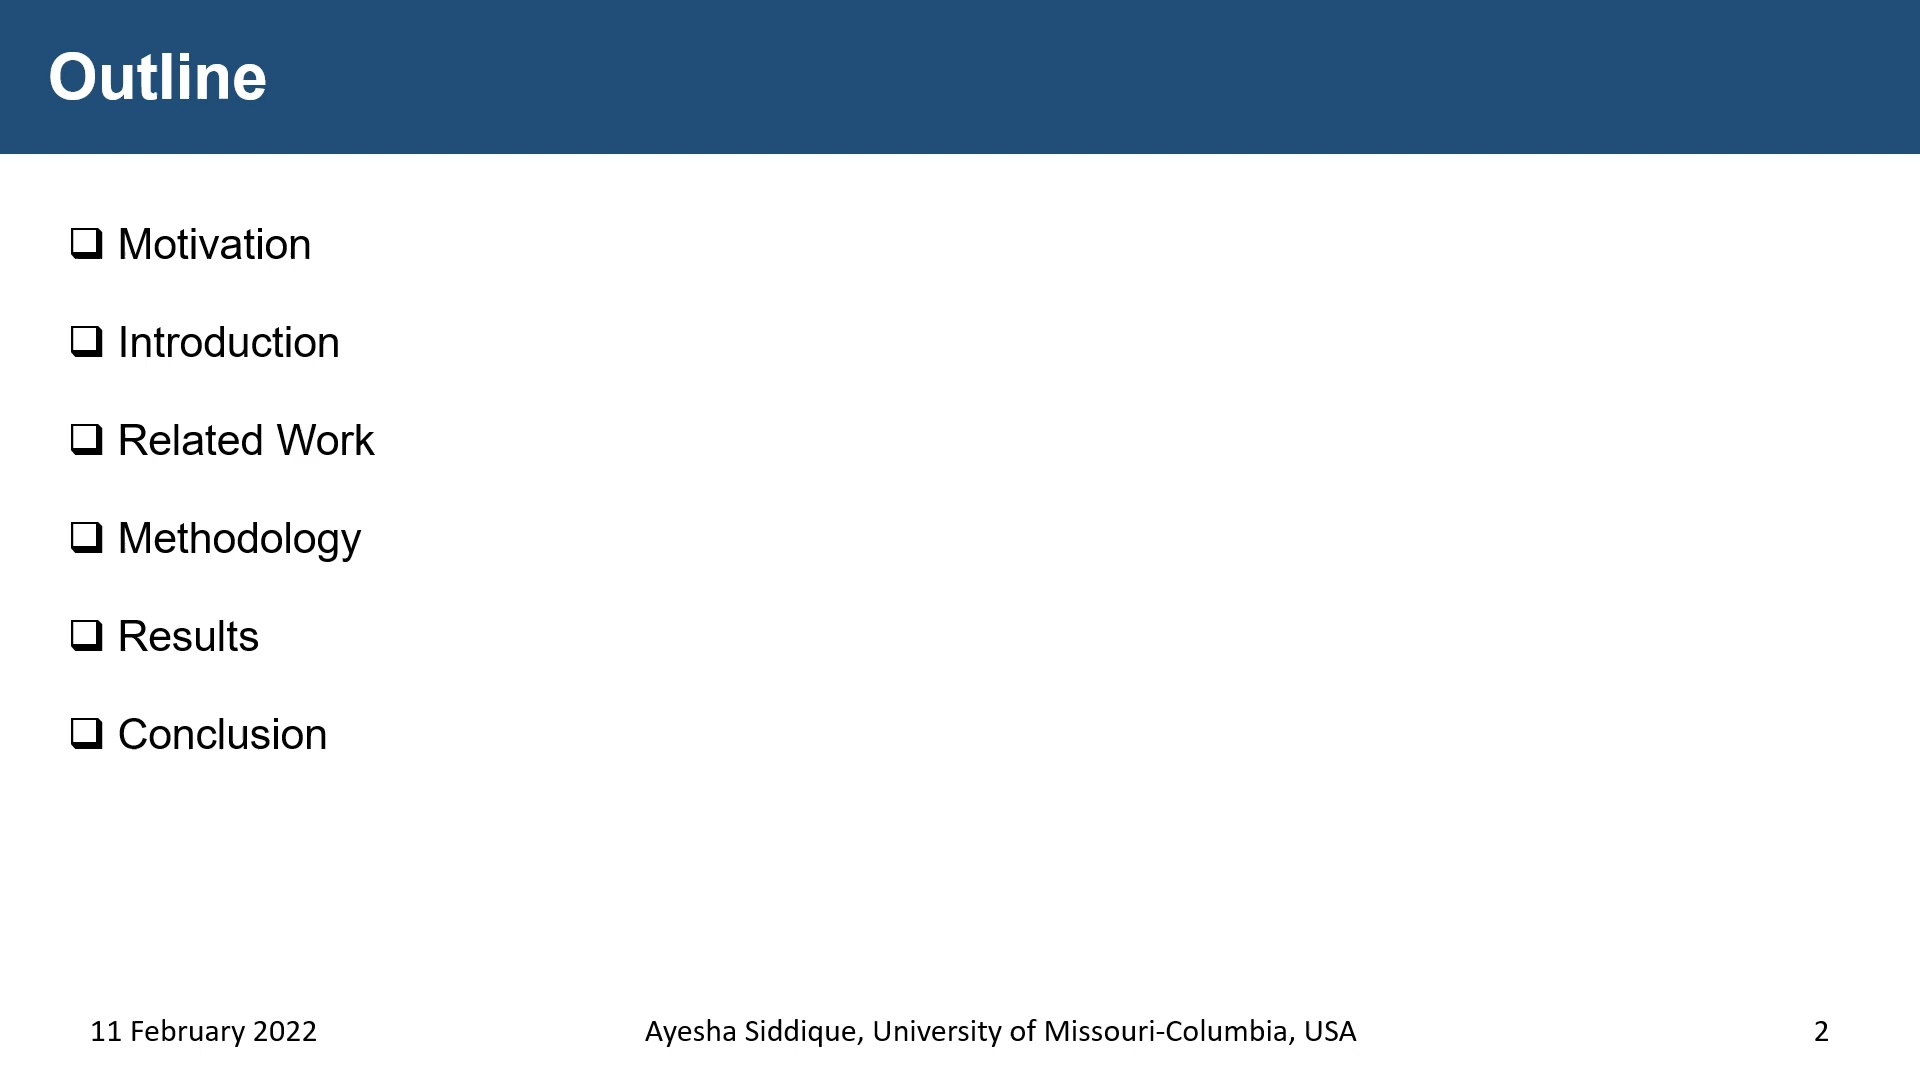 Outline
❑ Motivation
❑ Introduction
❑ Related Work
❑ Methodology
❑ Results
❑ Conclusion
11 February 2022
Ayesha Siddique, University of Missouri-Columbia, USA
2